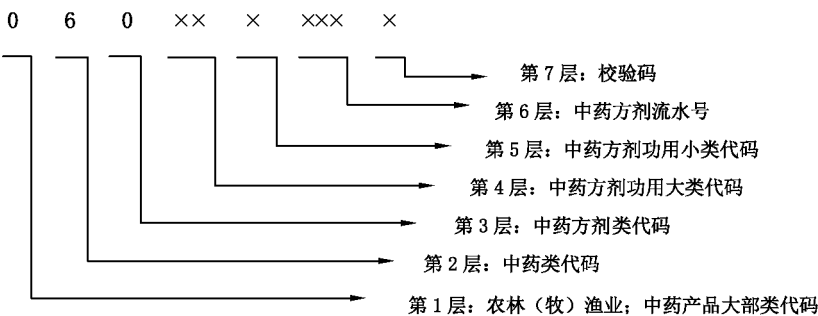 0 6 0 ×× × ××× ×
第7层：校验码
第6层：中药方剂流水号
第5层：中药方剂功用小类代码
第4层：中药方剂功用大类代码
第3层：中药方剂类代码
第2层：中药类代码
第1层：农林（牧）渔业；中药产品大部类代码